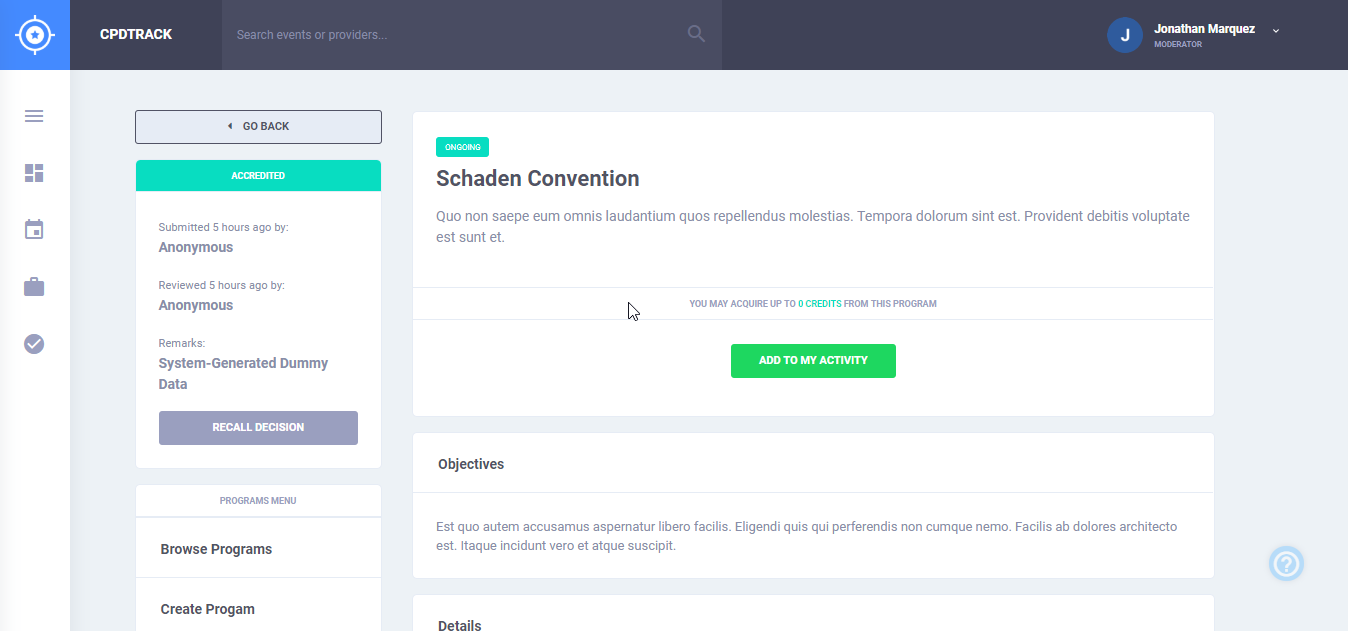 CPDTRACK
Search events or providers...
J
Jonathan Marquez
MODERATOR
GO BACK
ACCREDITED
Submitted 5 hours ago by:
Anonymous
Reviewed 5 hours ago by:
Anonymous
Remarks:
System-Generated Dummy
Data
RECALL DECISION
PROGRAMS MENU
Browse Programs
Create Progam
ONGOING
Schaden Convention
Quo non saepe eum omnis laudantium quos repellendus molestias. Tempora dolorum sint est. Provident debitis voluptate
est sunt et.
YOU MAY ACQUIRE UP TO 0 CREDITS FROM THIS PROGRAM
ADD TO MY ACTIVITY
Objectives
Est quo autem accusamus aspernatur libero facilis. Eligendi quis qui perferendis non cumque nemo. Facilis ab dolores architecto
est. Itaque incidunt vero et atque suscipit.
Details
?